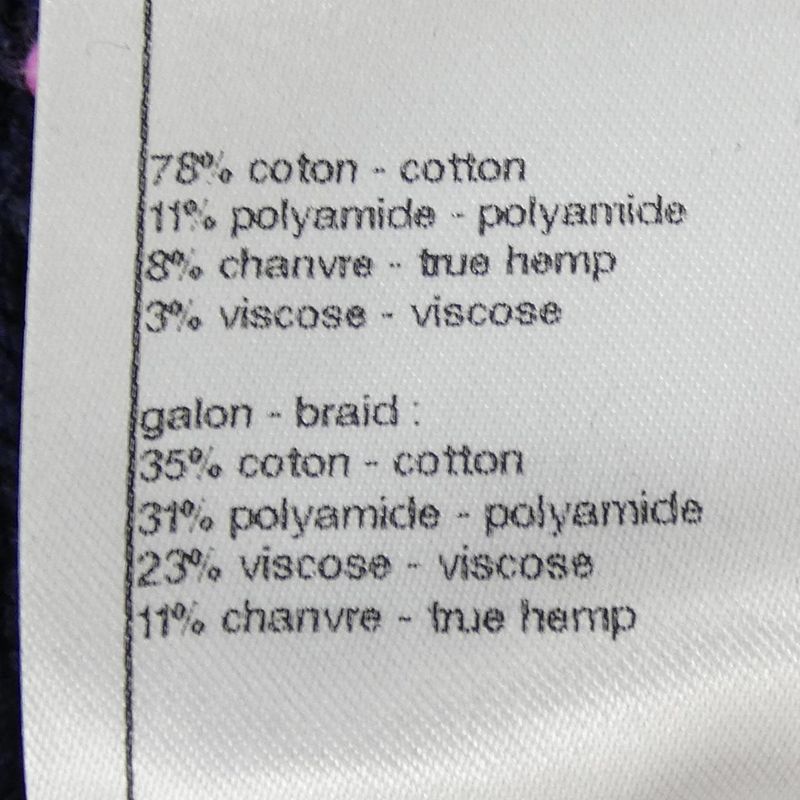 78% coton - cotton
11% polyamide - polyamide
8% chanvre - true hemp
3% viscose - viscose
galon - braid :
35% coton - cotton
31% polyamide - polyamide
23% viscose - viscose
11% chanvre - true hemp